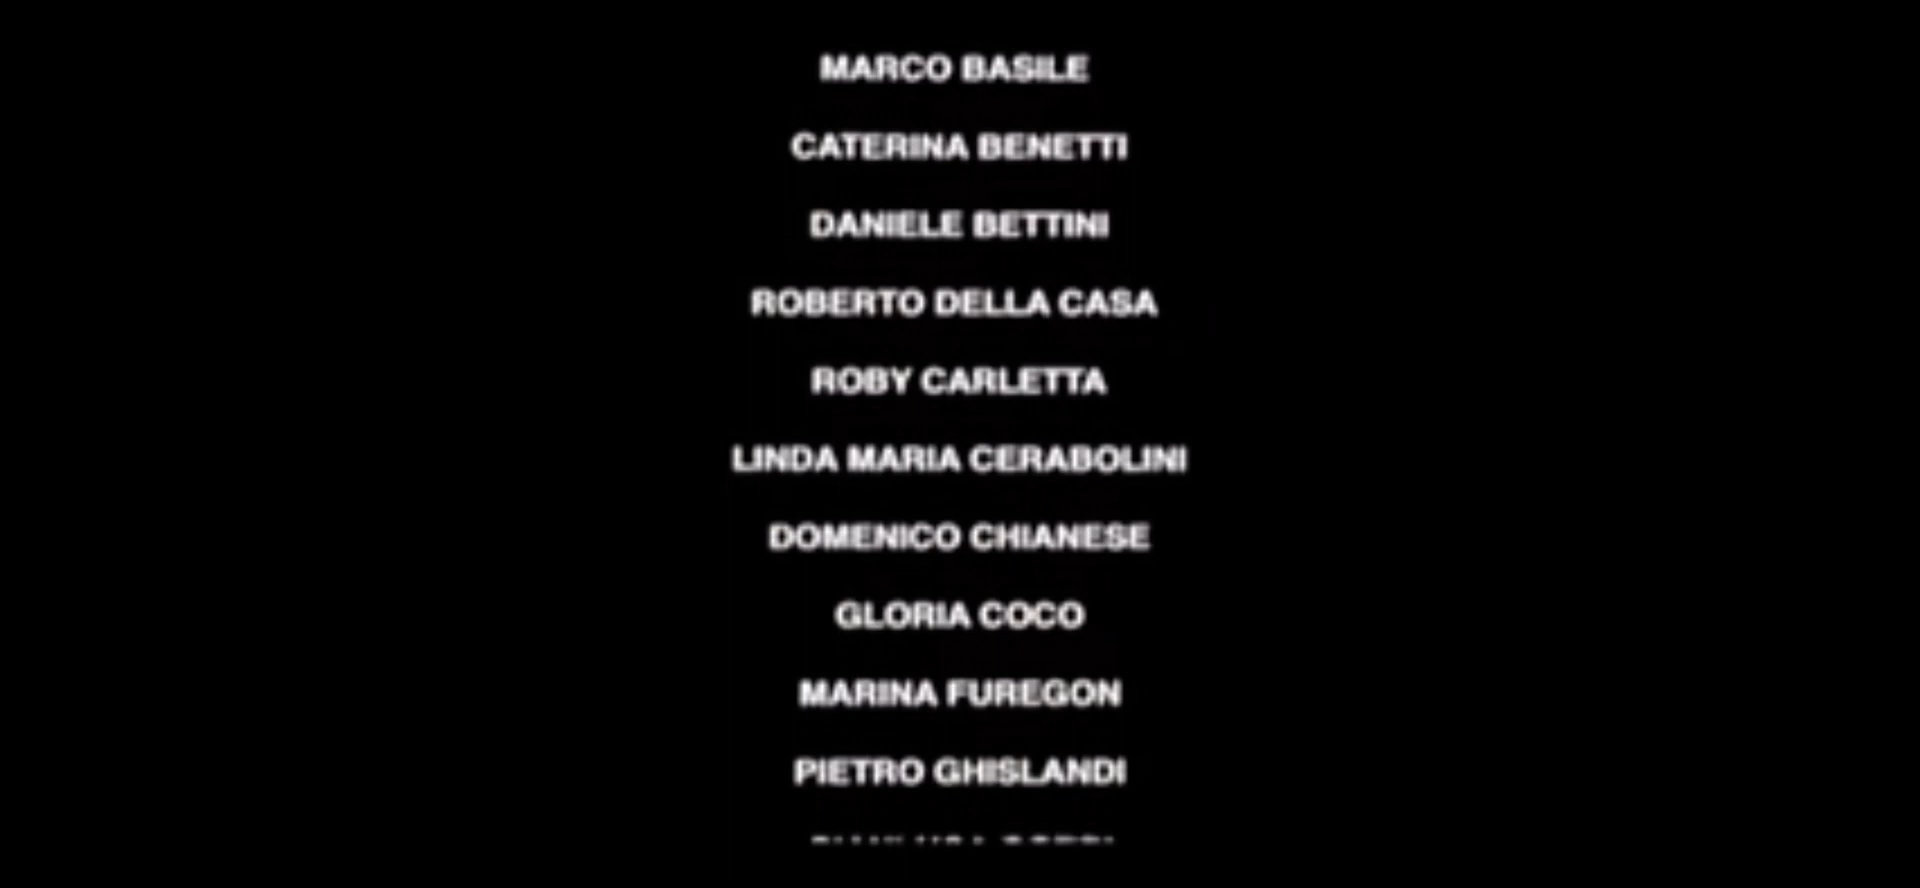 MARCO BASILE
CATERINA BENETTI
DANIELE BETTINI
ROBERTO DELLA CASA
ROBY CARLETTA
LINDA MARIA CERABOLINI
DOMENICO CHIANESE
GLORIA COCO
MARINA FUREGON
PIETRO GHISLANDI